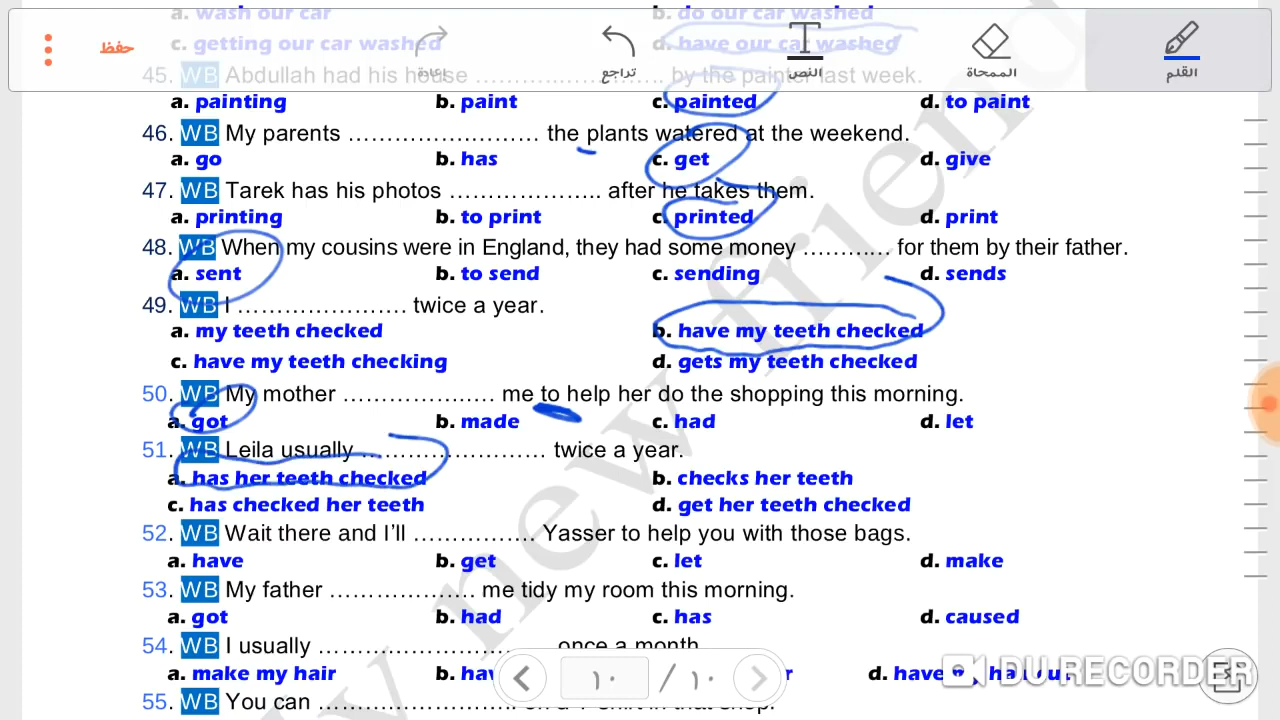 a. wash our car b. do our car washed
c. getting our car washed d. have our car washed
حفظ إعادة تراجع النص الممحاة القلم
45. WB Abdullah had his house ………………………. by the painter last week.
a. painting b. paint c. painted d. to paint
46. WB My parents ……………………… the plants watered at the weekend.
a. go b. has c. get d. give
47. WB Tarek has his photos ……………….. after he takes them.
a. printing b. to print c. printed d. print
48. WB When my cousins were in England, they had some money ………… for them by their father.
a. sent b. to send c. sending d. sends
49. WB I …………………. twice a year.
a. my teeth checked b. have my teeth checked
c. have my teeth checking d. gets my teeth checked
50. WB My mother ……………….… me to help her do the shopping this morning.
a. got b. made c. had d. let
51. WB Leila usually ……………………… twice a year.
a. has her teeth checked b. checks her teeth
c. has checked her teeth d. get her teeth checked
52. WB Wait there and I’ll ……………. Yasser to help you with those bags.
a. have b. get c. let d. make
53. WB My father ………………. me tidy my room this morning.
a. got b. had c. has d. caused
54. WB I usually ……………………. once a month
a. make my hair b.
١٠ / ١٠
DU RECORDER
55. WB You can …………………….. on a T-shirt in that shop.
new friend